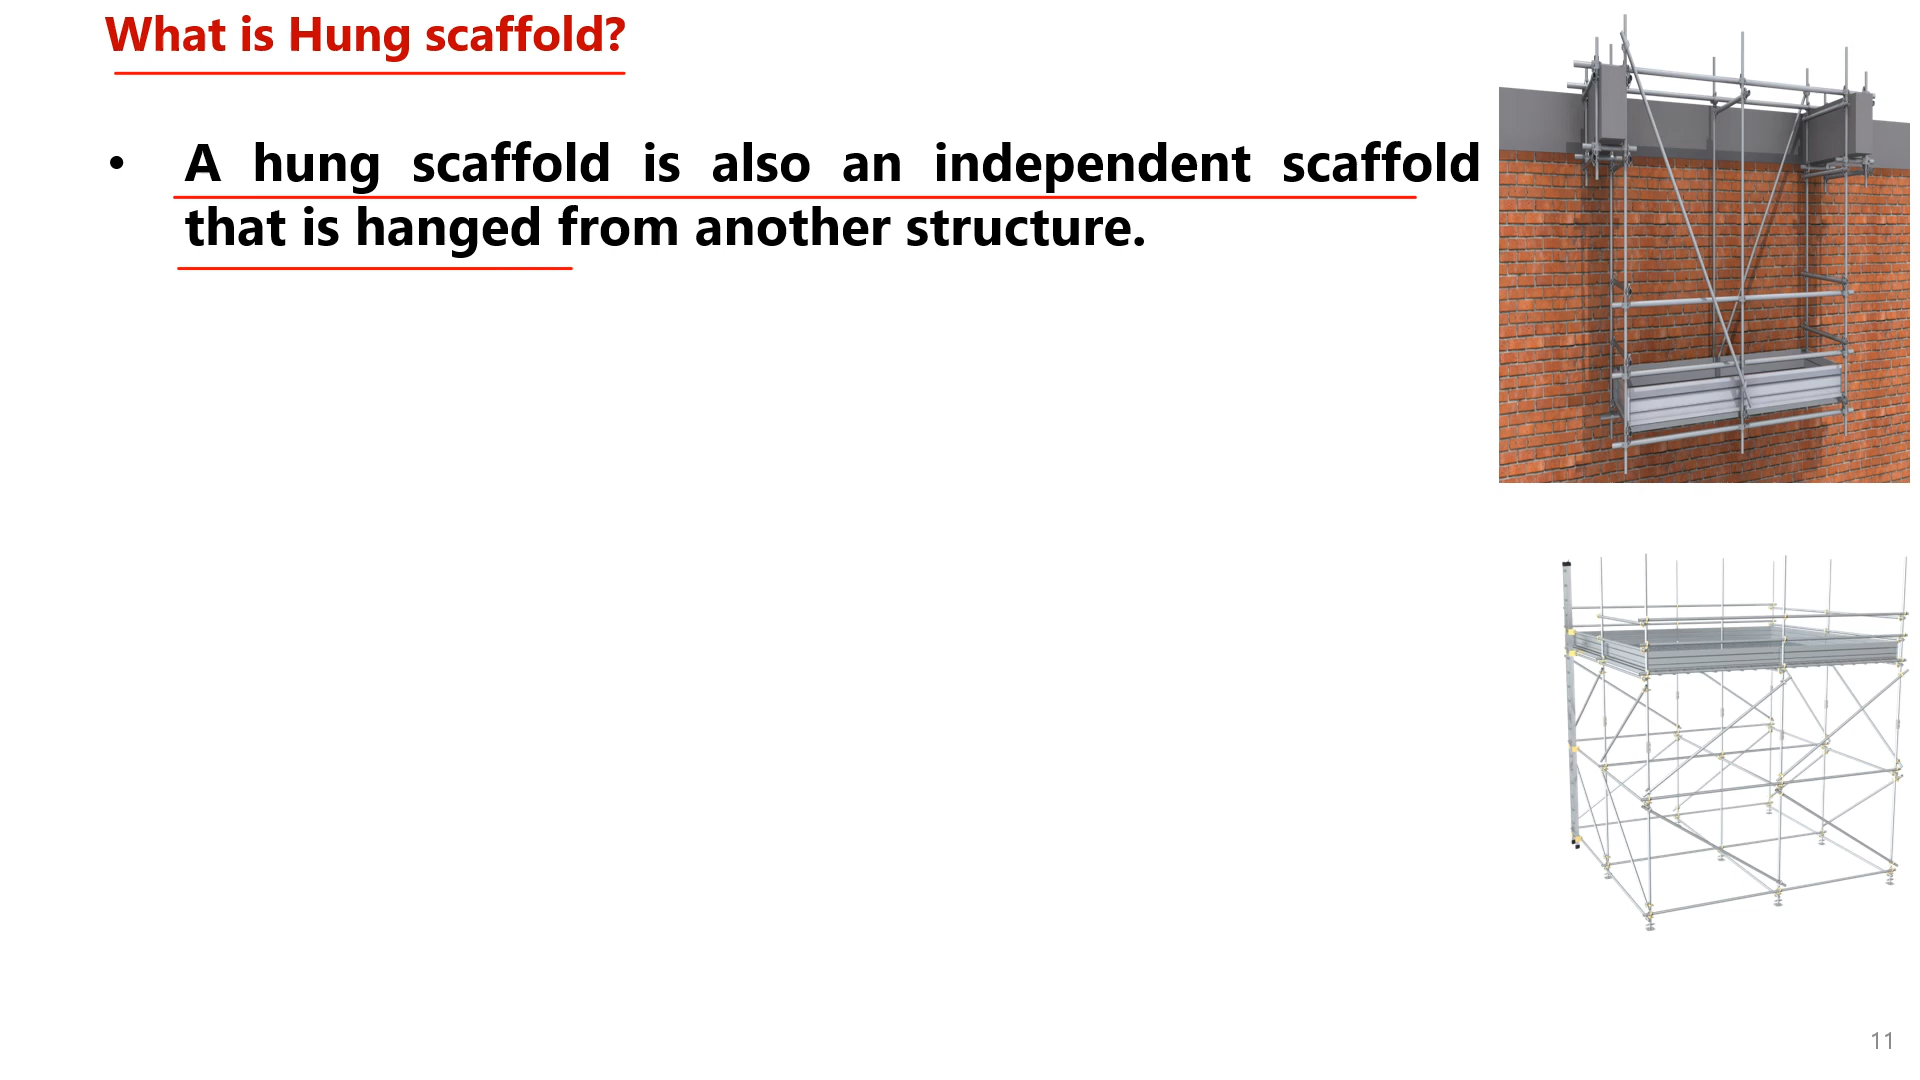 What is Hung scaffold?
• A hung scaffold is also an independent scaffold
that is hanged from another structure.
11